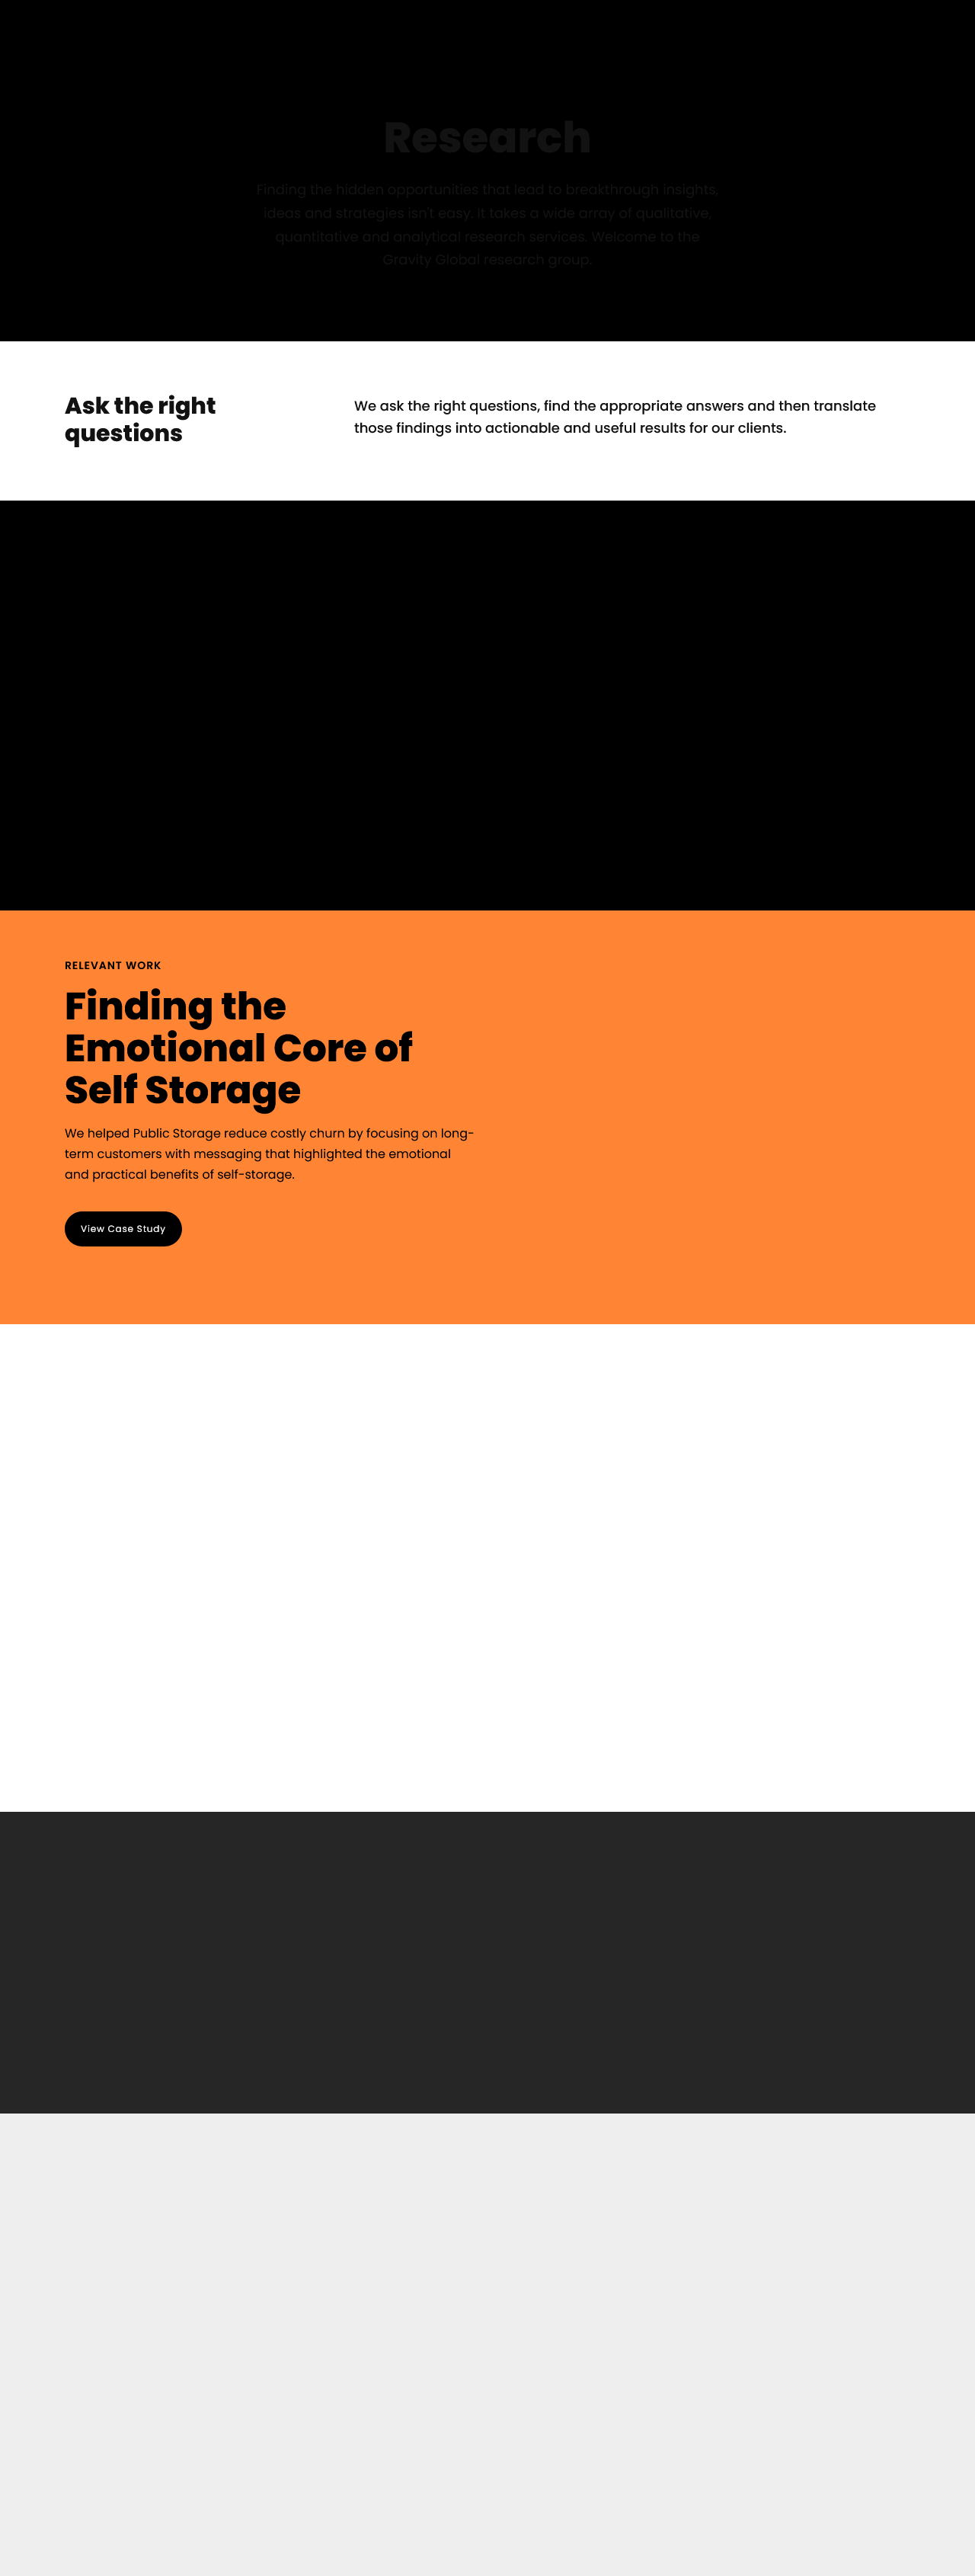 Research
Finding the hidden opportunities that lead to breakthrough insights,
ideas and strategies isn't easy. It takes a wide array of qualitative,
quantitative and analytical research services. Welcome to the
Gravity Global research group.
Ask the right
questions
We ask the right questions, find the appropriate answers and then translate
those findings into actionable and useful results for our clients.
RELEVANT WORK
Finding the
Emotional Core of
Self Storage
We helped Public Storage reduce costly churn by focusing on long-
term customers with messaging that highlighted the emotional
and practical benefits of self-storage.
View Case Study